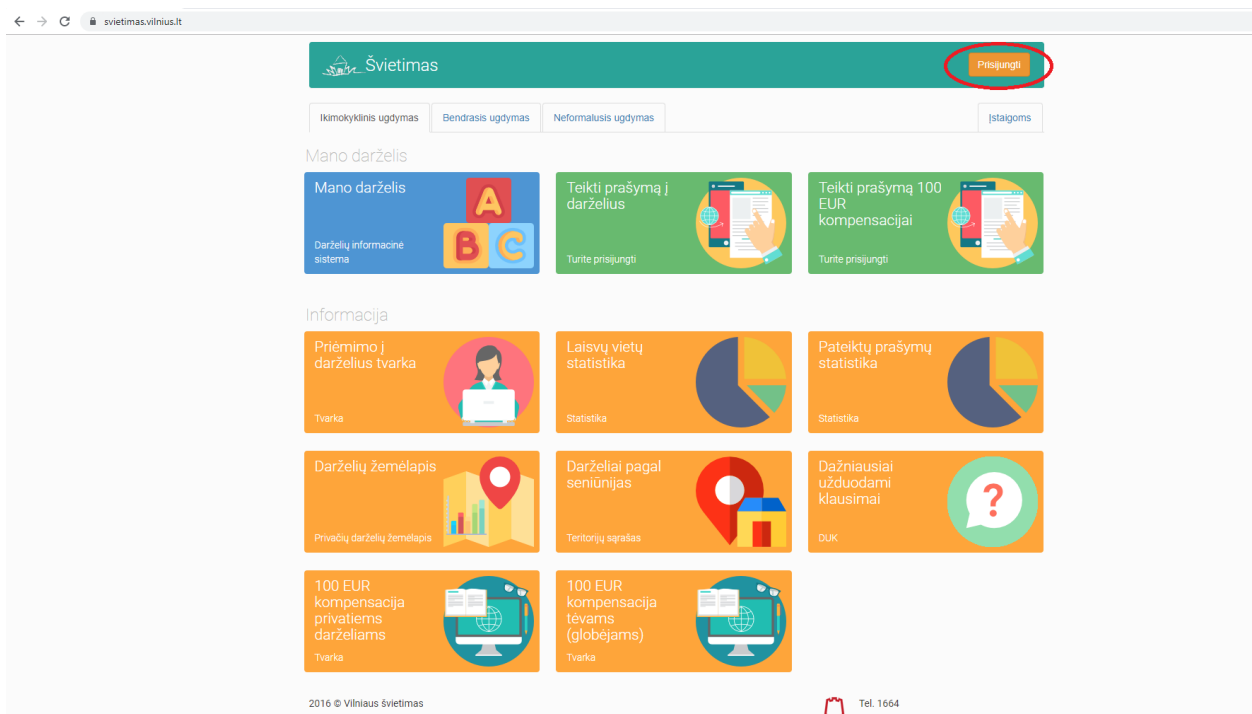 svietimas.vilnius.lt
Švietimas
Prisijungti
Ikimokyklinis ugdymas
Bendrasis ugdymas
Neformalusis ugdymas
Įstaigoms
Mano darželis
Mano darželis
Darželių informacinė
sistema
A
B C
Teikti prašymą į
darželius
Turite prisijungti
Teikti prašymą 100
EUR
kompensacijai
Turite prisijungti
Informacija
Priėmimo į
darželius tvarka
Tvarka
Laisvų vietų
statistika
Statistika
Pateiktų prašymų
statistika
Statistika
Darželių žemėlapis
Privačių darželių žemėlapis
Darželiai pagal
seniūnijas
Teritorijų sąrašas
Dažniausiai
užduodami
klausimai
DUK
?
100 EUR
kompensacija
privatiems
darželiams
Tvarka
100 EUR
kompensacija
tėvams
(globėjams)
Tvarka
2016 © Vilniaus švietimas
Tel. 1664